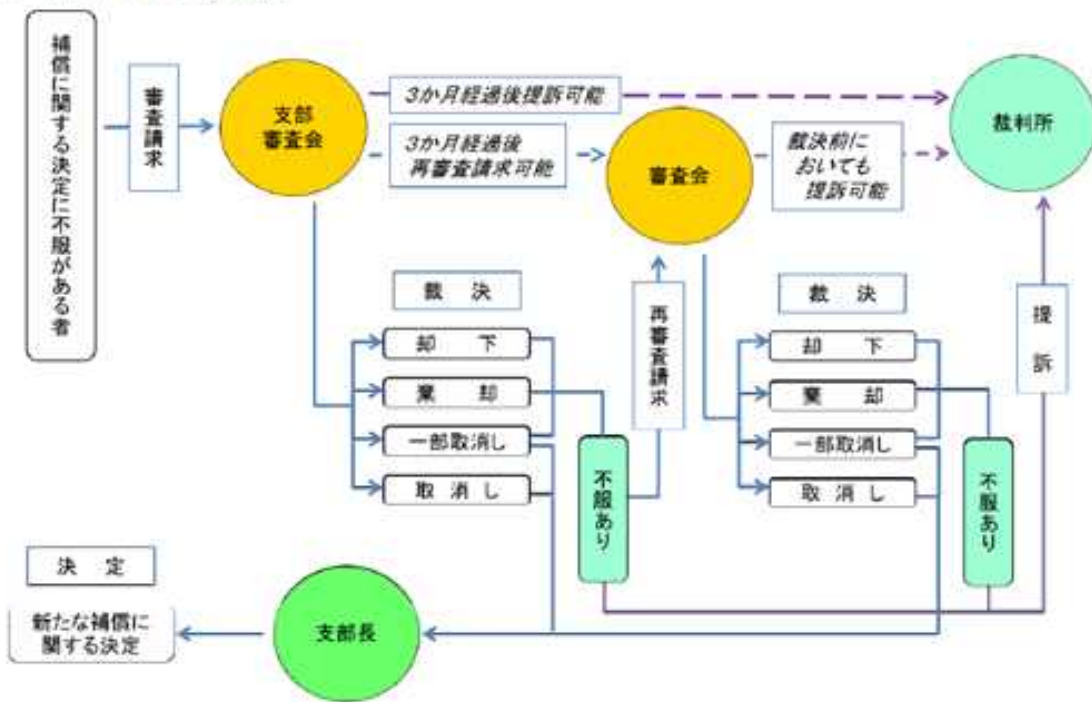 補償に関する決定に不服がある者
審査請求
支部
審査会
3か月経過後提訴可能
3か月経過後
再審査請求可能
審査会
裁決前に
おいても
提訴可能
裁判所
裁 決
却 下
棄 却
一部取消し
取 消 し
不服あり
再審査請求
裁 決
却 下
棄 却
一部取消し
取 消 し
不服あり
提 訴
決 定
新たな補償に
関する決定
支部長